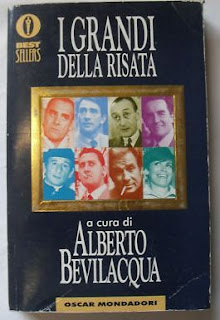 BEST
SELLERS
I GRANDI
DELLA RISATA
a cura di
ALBERTO
BEVILACQUA
OSCAR MONDADORI